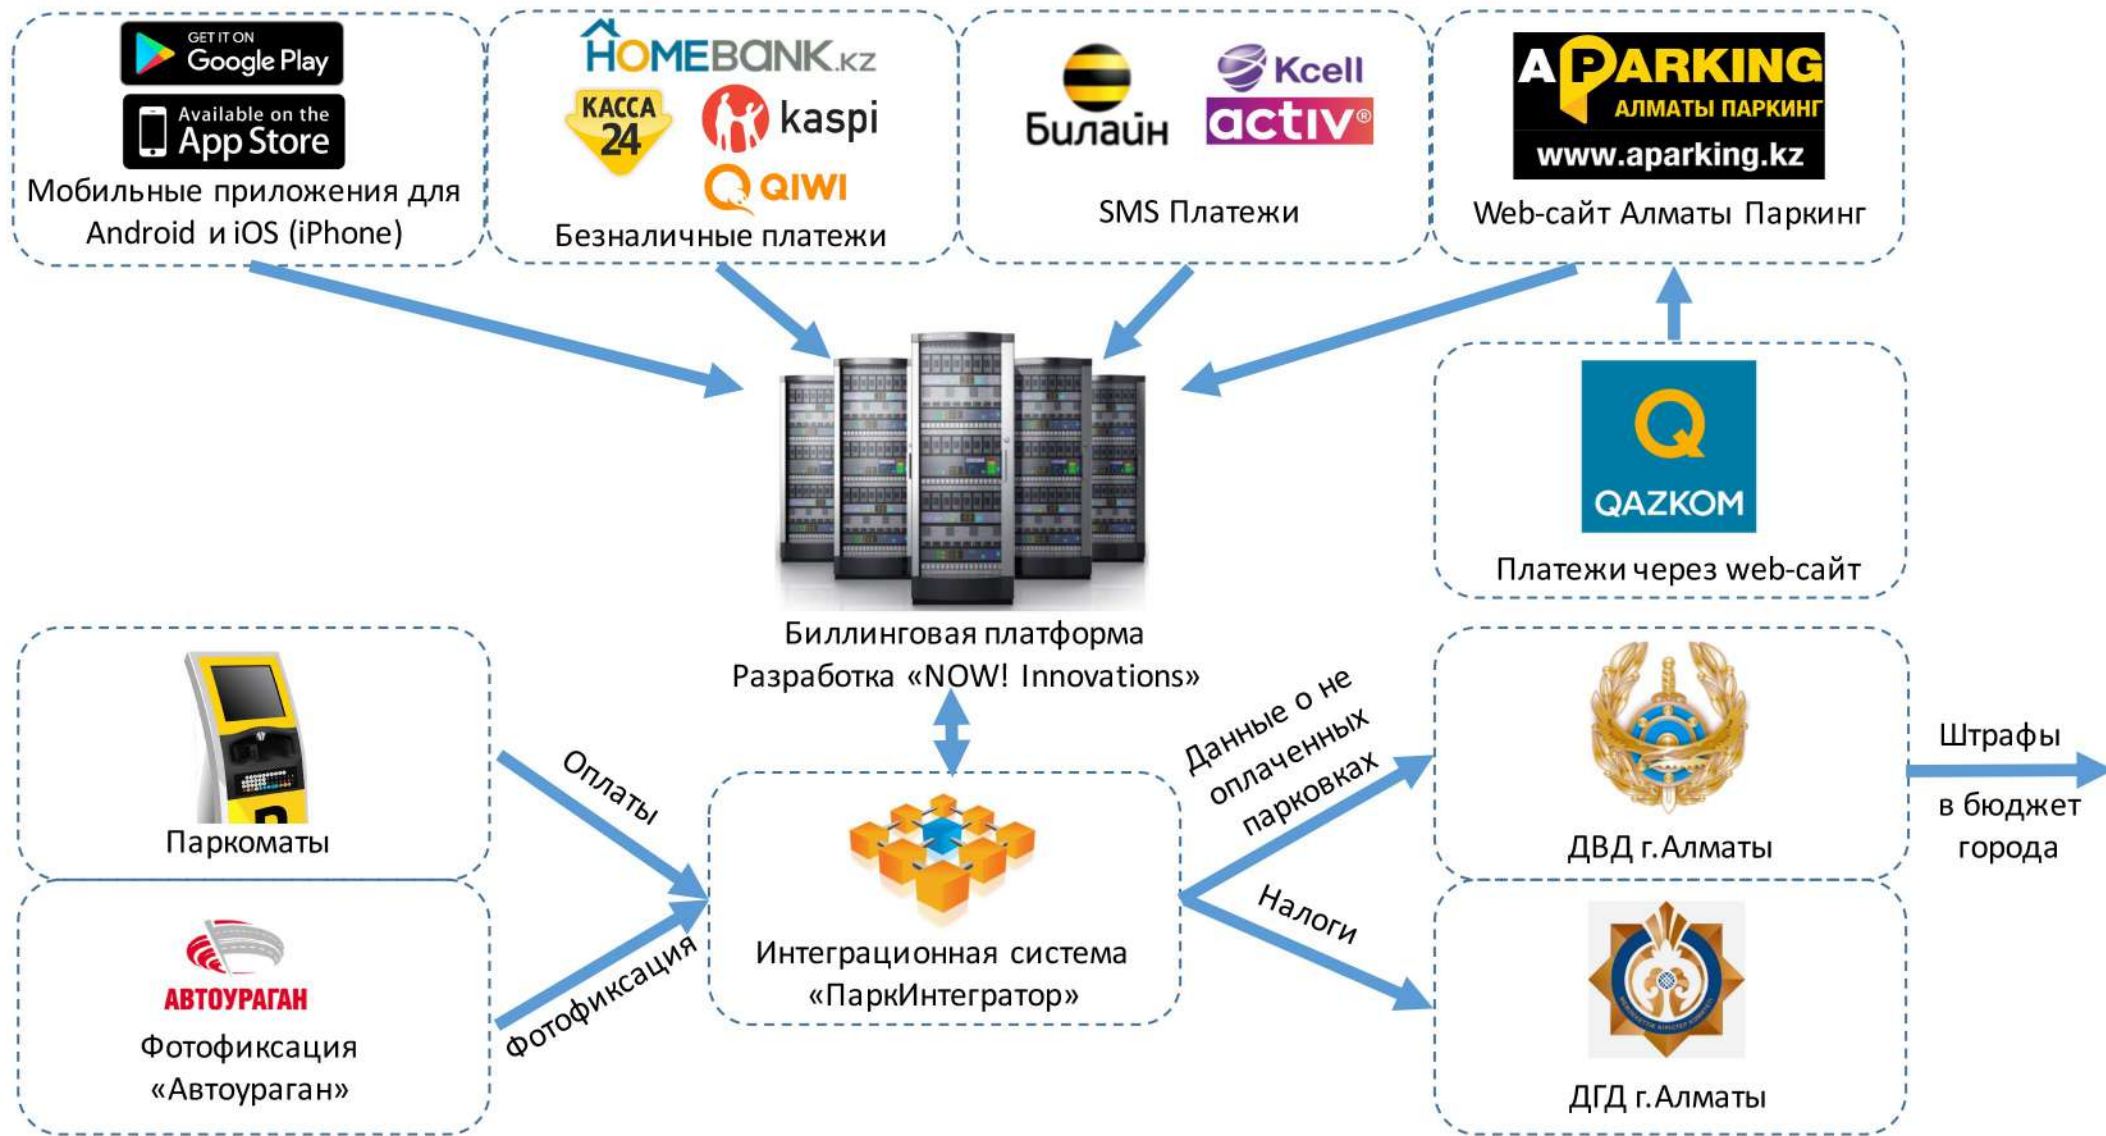 GET IT ON
Google Play
Available on the
App Store
Мобильные приложения для
Android и iOS (iPhone)
HOMEBANK.KZ
КАССА
24
kaspi
QIWI
Безналичные платежи
Билайн
Kcell
activ®
SMS Платежи
APARKING
АЛМАТЫ ПАРКИНГ
www.aparking.kz
Web-сайт Алматы Паркинг
QAZKOM
Платежи через web-сайт
Биллинговая платформа
Разработка «NOW! Innovations»
Паркоматы
Оплаты
АВТОУРАГАН
Фотофиксация
«Автоураган»
Фотофиксация
Интеграционная система
«ПаркИнтегратор»
Данные о не
оплаченных
парковках
Налоги
ДВД г.Алматы
Штрафы
в бюджет
города
ДГД г.Алматы